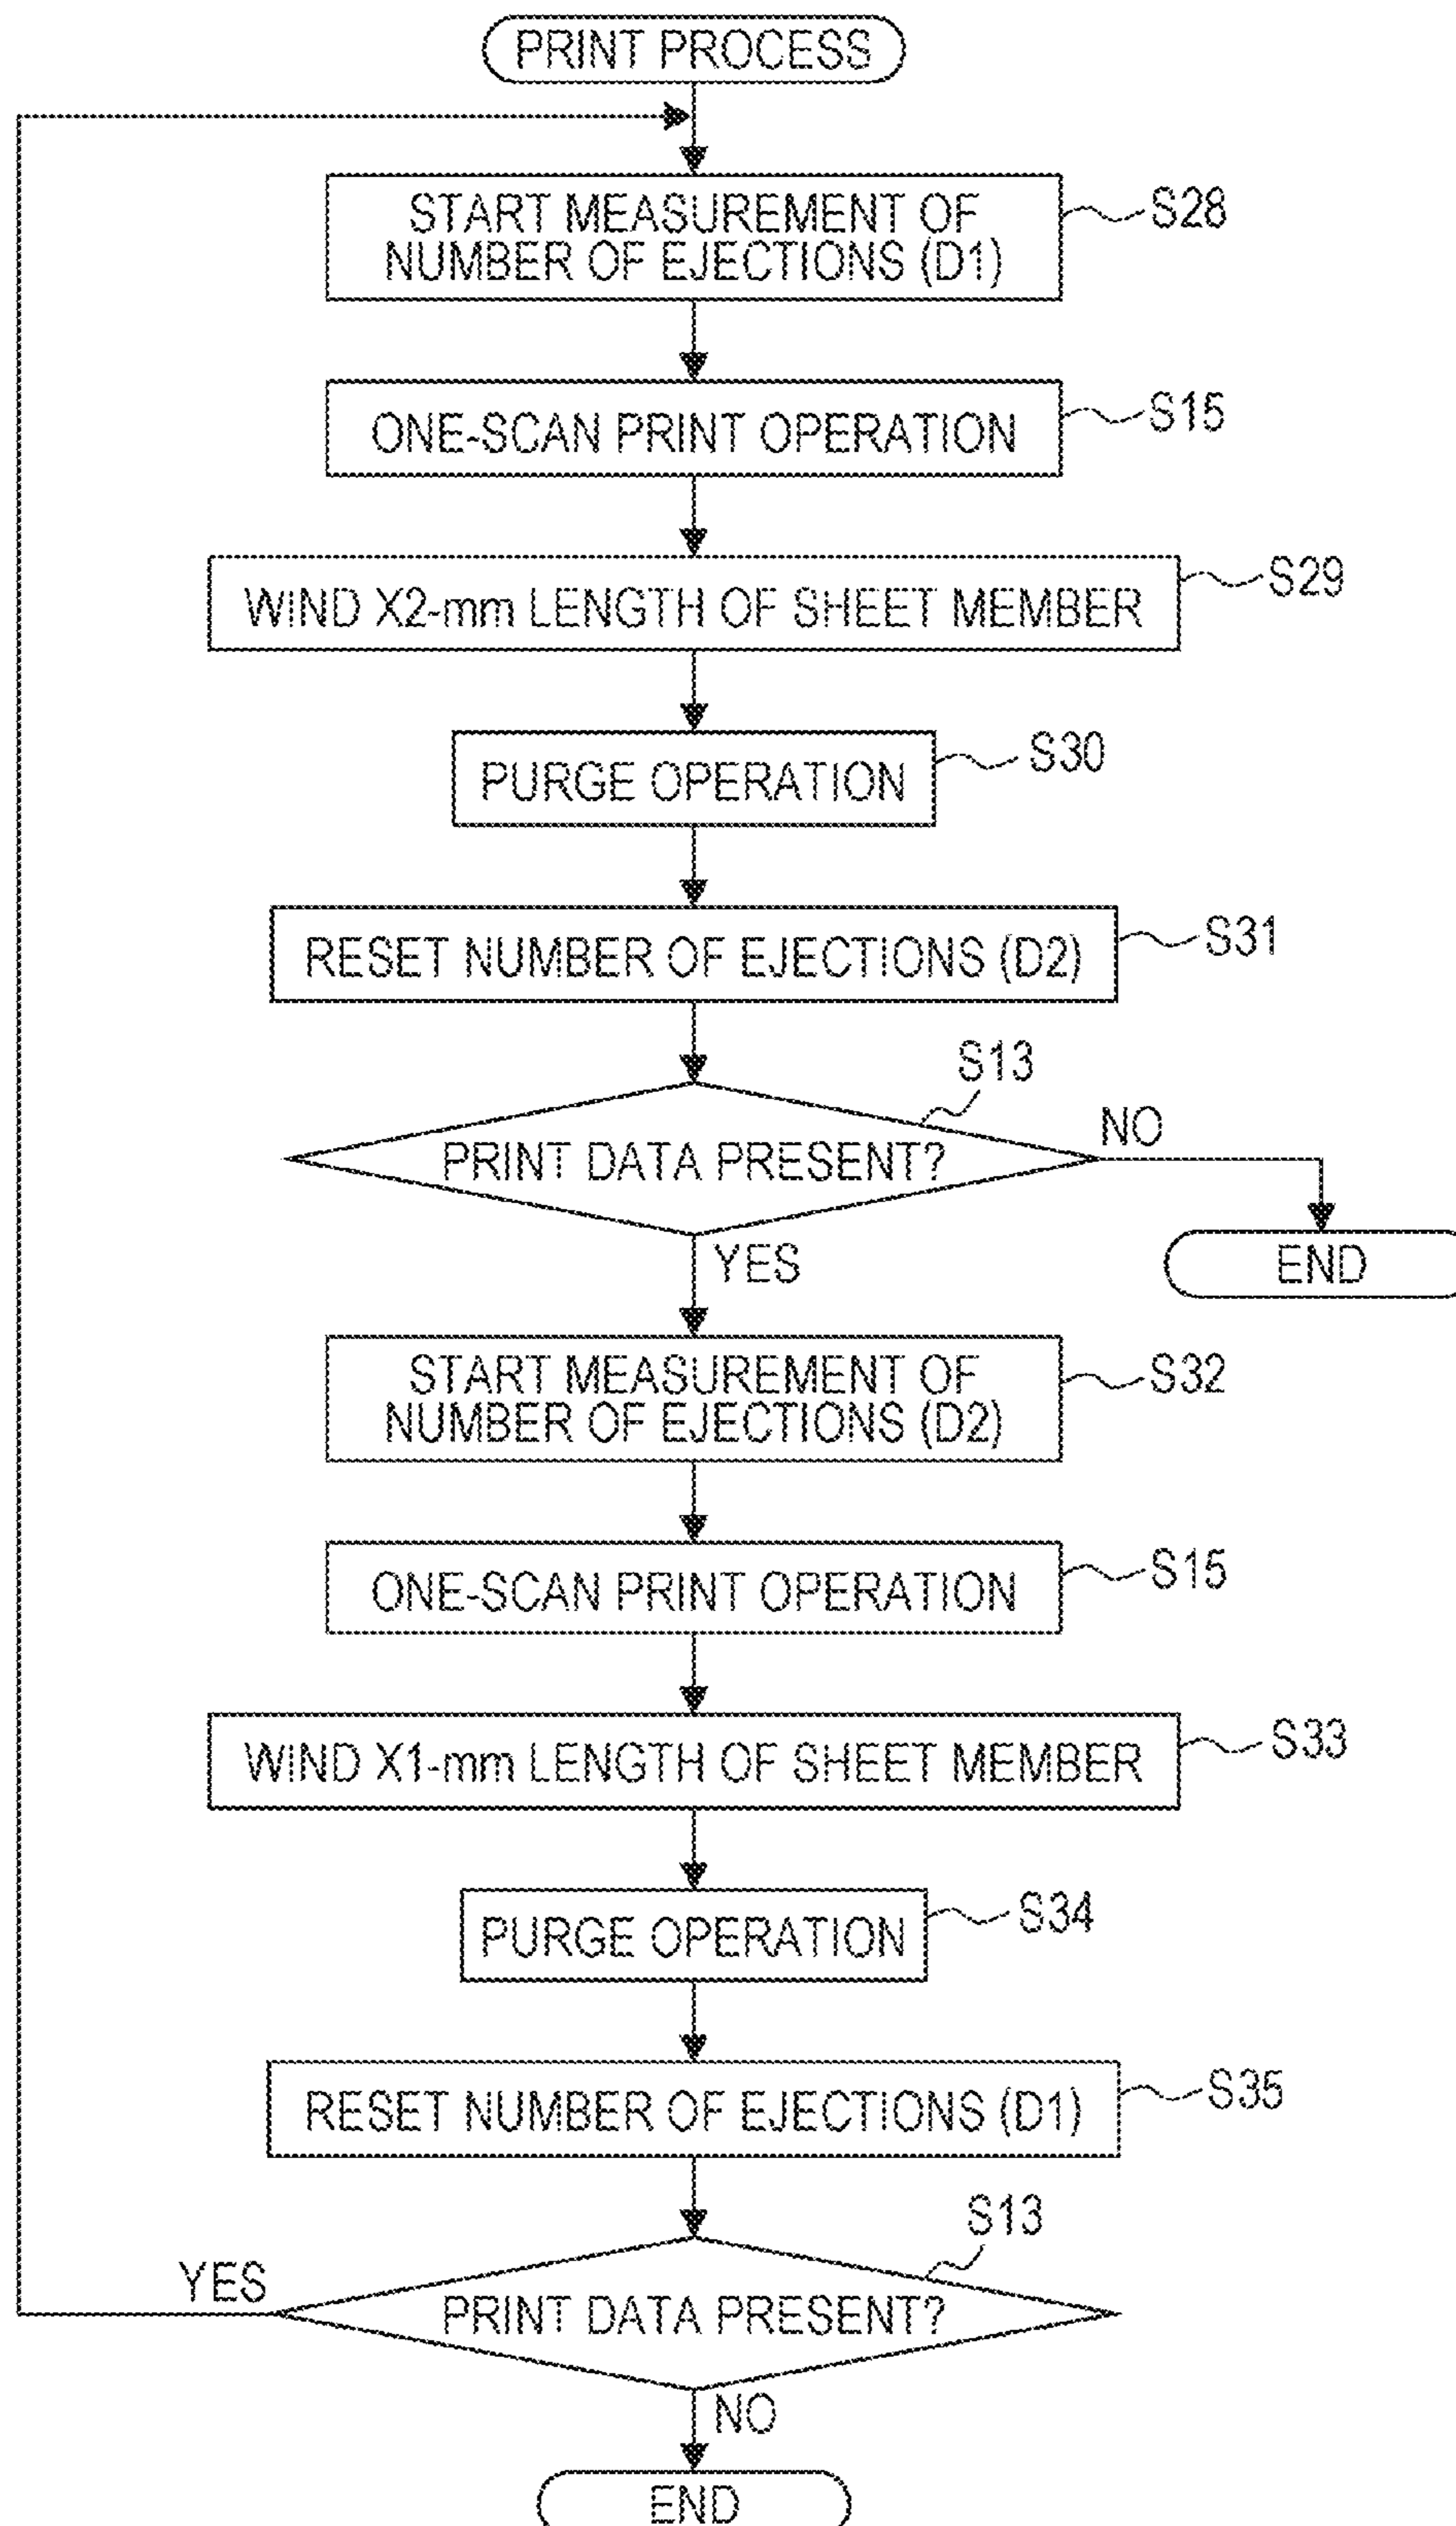 PRINT PROCESS
START MEASUREMENT OF
NUMBER OF EJECTIONS (D1)
S28
ONE-SCAN PRINT OPERATION
S15
WIND X2-mm LENGTH OF SHEET MEMBER
S29
PURGE OPERATION
S30
RESET NUMBER OF EJECTIONS (D2)
S31
S13
PRINT DATA PRESENT?
NO
END
YES
START MEASUREMENT OF
NUMBER OF EJECTIONS (D2)
S32
ONE-SCAN PRINT OPERATION
S15
WIND X1-mm LENGTH OF SHEET MEMBER
S33
PURGE OPERATION
S34
RESET NUMBER OF EJECTIONS (D1)
S35
S13
YES
PRINT DATA PRESENT?
NO
END